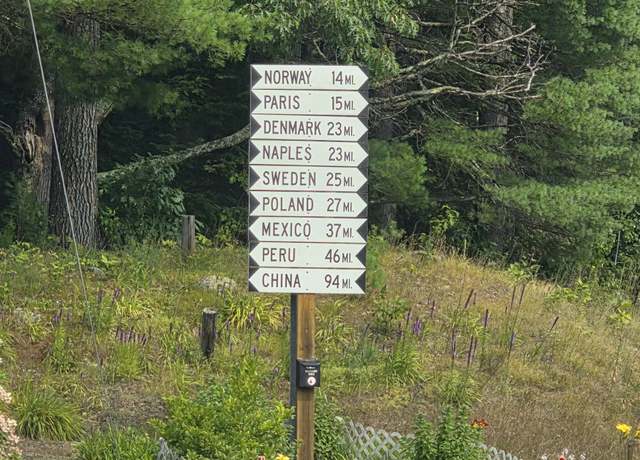 NORWAY 14 MI.
PARIS 15 MI.
DENMARK 23 MI.
NAPLES 23 MI.
SWEDEN 25 MI.
POLAND 27 MI.
MEXICO 37 MI.
PERU 46 MI.
CHINA 94 MI.